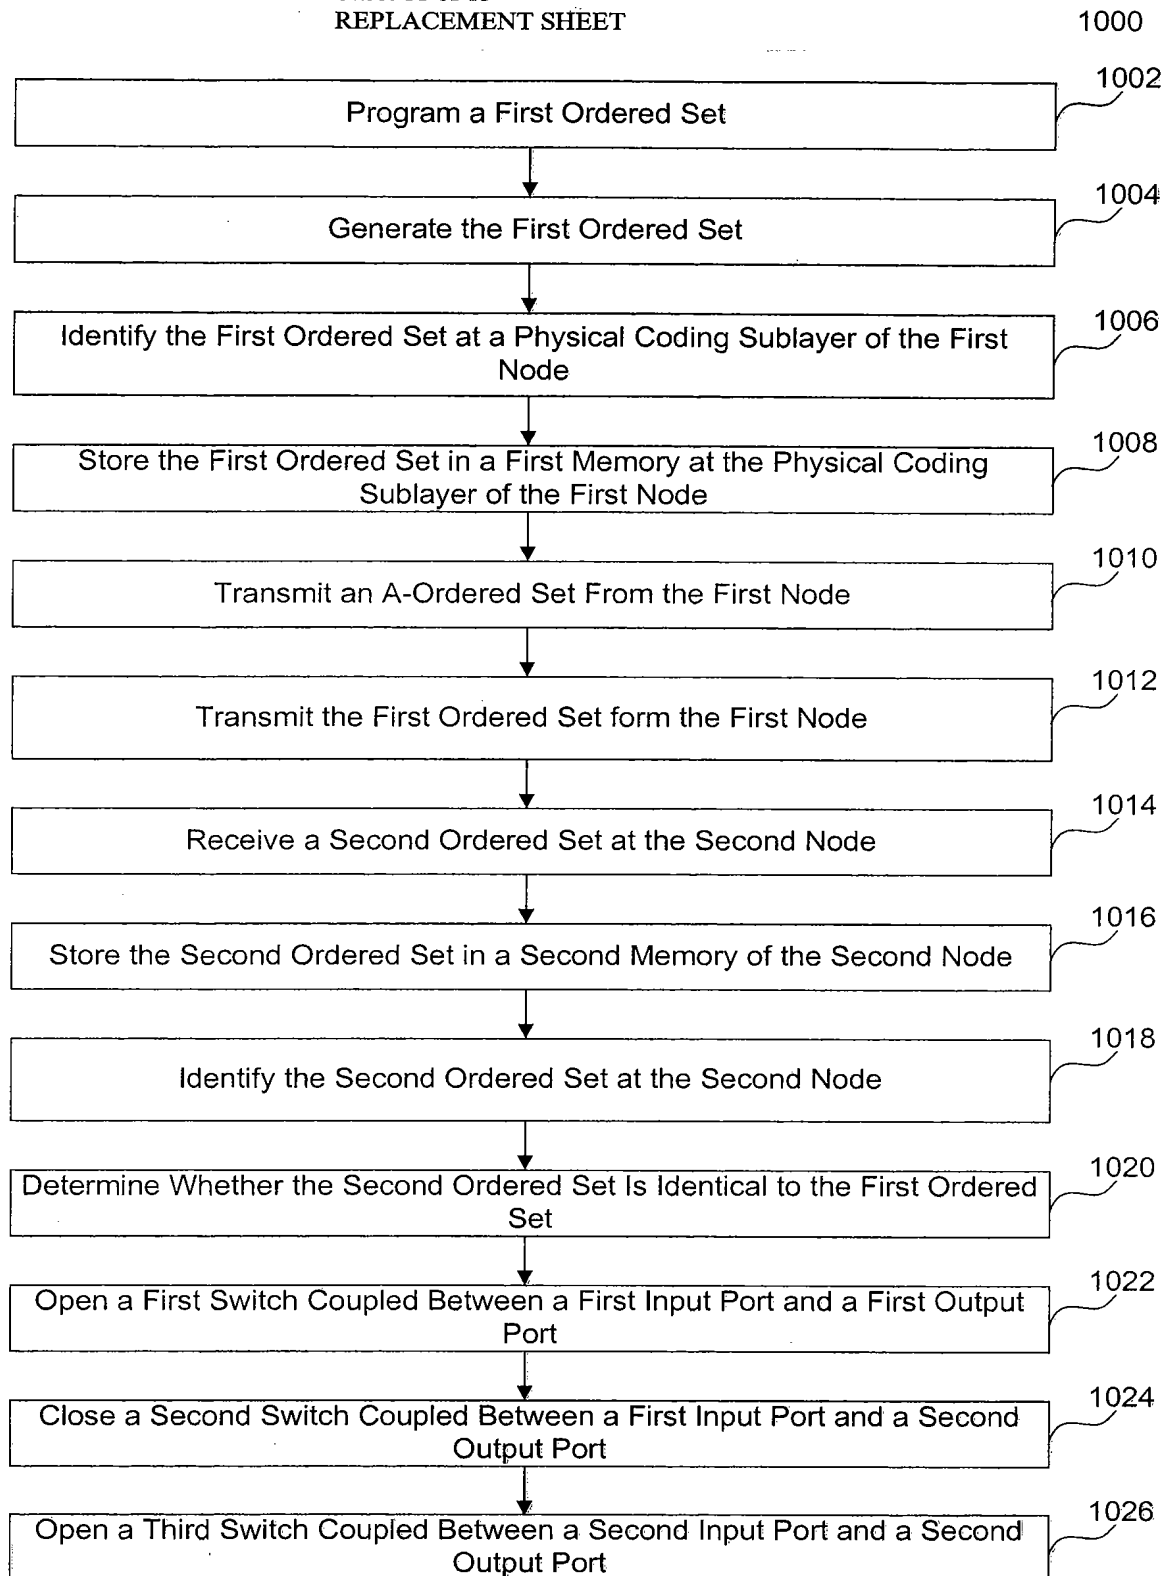 REPLACEMENT SHEET
1000
1002
Program a First Ordered Set
1004
Generate the First Ordered Set
1006
Identify the First Ordered Set at a Physical Coding Sublayer of the First
Node
1008
Store the First Ordered Set in a First Memory at the Physical Coding
Sublayer of the First Node
1010
Transmit an A-Ordered Set From the First Node
1012
Transmit the First Ordered Set form the First Node
1014
Receive a Second Ordered Set at the Second Node
1016
Store the Second Ordered Set in a Second Memory of the Second Node
1018
Identify the Second Ordered Set at the Second Node
1020
Determine Whether the Second Ordered Set Is Identical to the First Ordered
Set
1022
Open a First Switch Coupled Between a First Input Port and a First Output
Port
1024
Close a Second Switch Coupled Between a First Input Port and a Second
Output Port
1026
Open a Third Switch Coupled Between a Second Input Port and a Second
Output Port